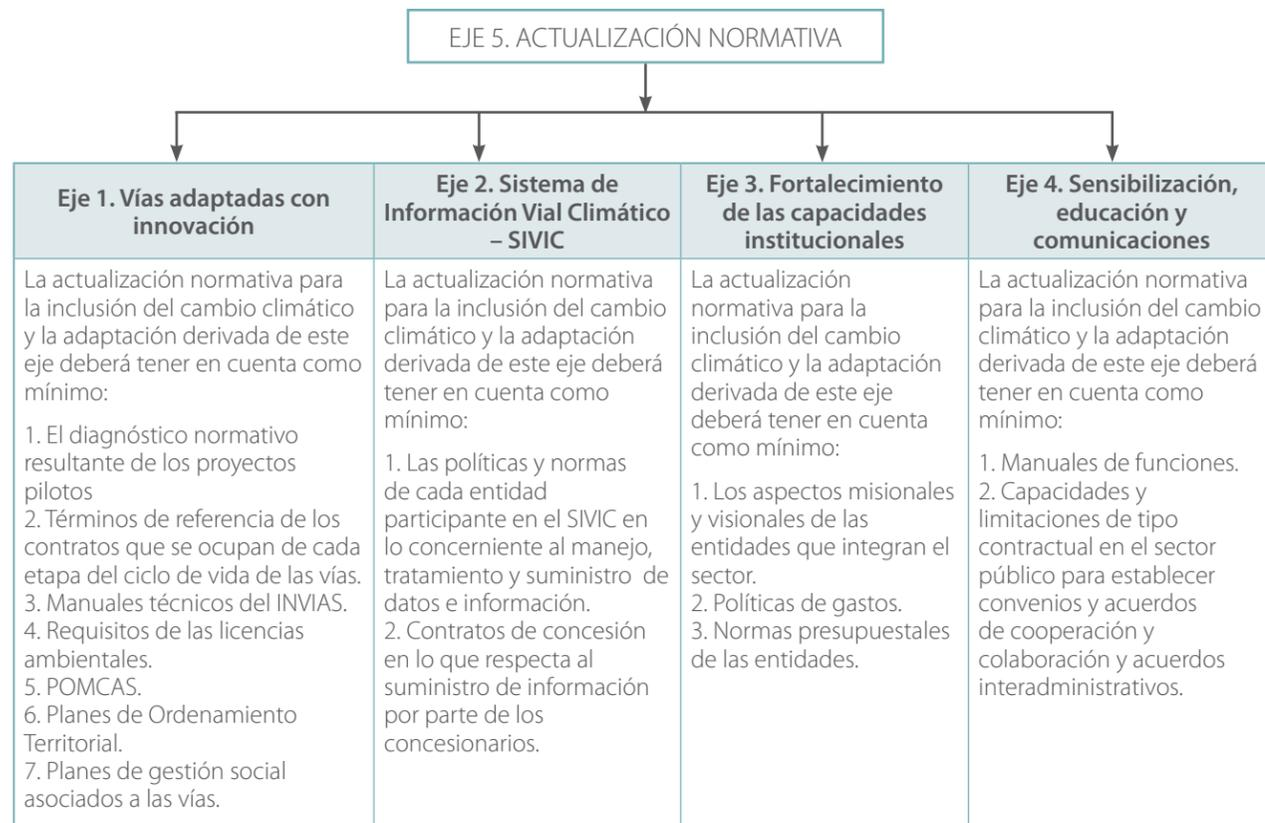 EJE 5. ACTUALIZACIÓN NORMATIVA
Eje 1. Vías adaptadas con
innovación
La actualización normativa para
la inclusión del cambio climático
y la adaptación derivada de este
eje deberá tener en cuenta como
mínimo:
1. El diagnóstico normativo
resultante de los proyectos
pilotos
2. Términos de referencia de los
contratos que se ocupan de cada
etapa del ciclo de vida de las vías.
3. Manuales técnicos del INVIAS.
4. Requisitos de las licencias
ambientales.
5. POMCAS.
6. Planes de Ordenamiento
Territorial.
7. Planes de gestión social
asociados a las vías.
Eje 2. Sistema de
Información Vial Climático
– SIVIC
La actualización normativa
para la inclusión del cambio
climático y la adaptación
derivada de este eje deberá
tener en cuenta como
mínimo:
1. Las políticas y normas
de cada entidad
participante en el SIVIC en
lo concerniente al manejo,
tratamiento y suministro de
datos e información.
2. Contratos de concesión
en lo que respecta al
suministro de información
por parte de los
concesionarios.
Eje 3. Fortalecimiento
de las capacidades
institucionales
La actualización
normativa para la
inclusión del cambio
climático y la adaptación
derivada de este eje
deberá tener en cuenta
como mínimo:
1. Los aspectos misionales
y visionales de las
entidades que integran el
sector.
2. Políticas de gastos.
3. Normas presupuestales
de las entidades.
Eje 4. Sensibilización,
educación y
comunicaciones
La actualización normativa
para la inclusión del cambio
climático y la adaptación
derivada de este eje deberá
tener en cuenta como
mínimo:
1. Manuales de funciones.
2. Capacidades y
limitaciones de tipo
contractual en el sector
público para establecer
convenios y acuerdos
de cooperación y
colaboración y acuerdos
interadministrativos.